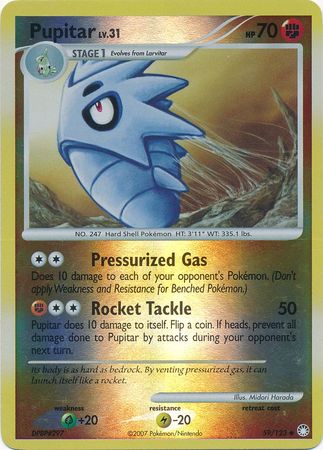 Pupitar LV.31 HP 70
STAGE 1 Evolves from Larvitar
NO. 247 Hard Shell Pokémon HT: 3'11" WT: 335.1 lbs.
Pressurized Gas
Does 10 damage to each of your opponent's Pokémon. (Don't
apply Weakness and Resistance for Benched Pokémon.)
Rocket Tackle 50
Pupitar does 10 damage to itself. Flip a coin. If heads, prevent all
damage done to Pupitar by attacks during your opponent's
next turn.
Its body is as hard as bedrock. By venting pressurized gas, it can
launch itself like a rocket.
Illus. Midori Harada
weakness resistance retreat cost
+20 -20
DPBP#297 ©2007 Pokémon/Nintendo 59/123